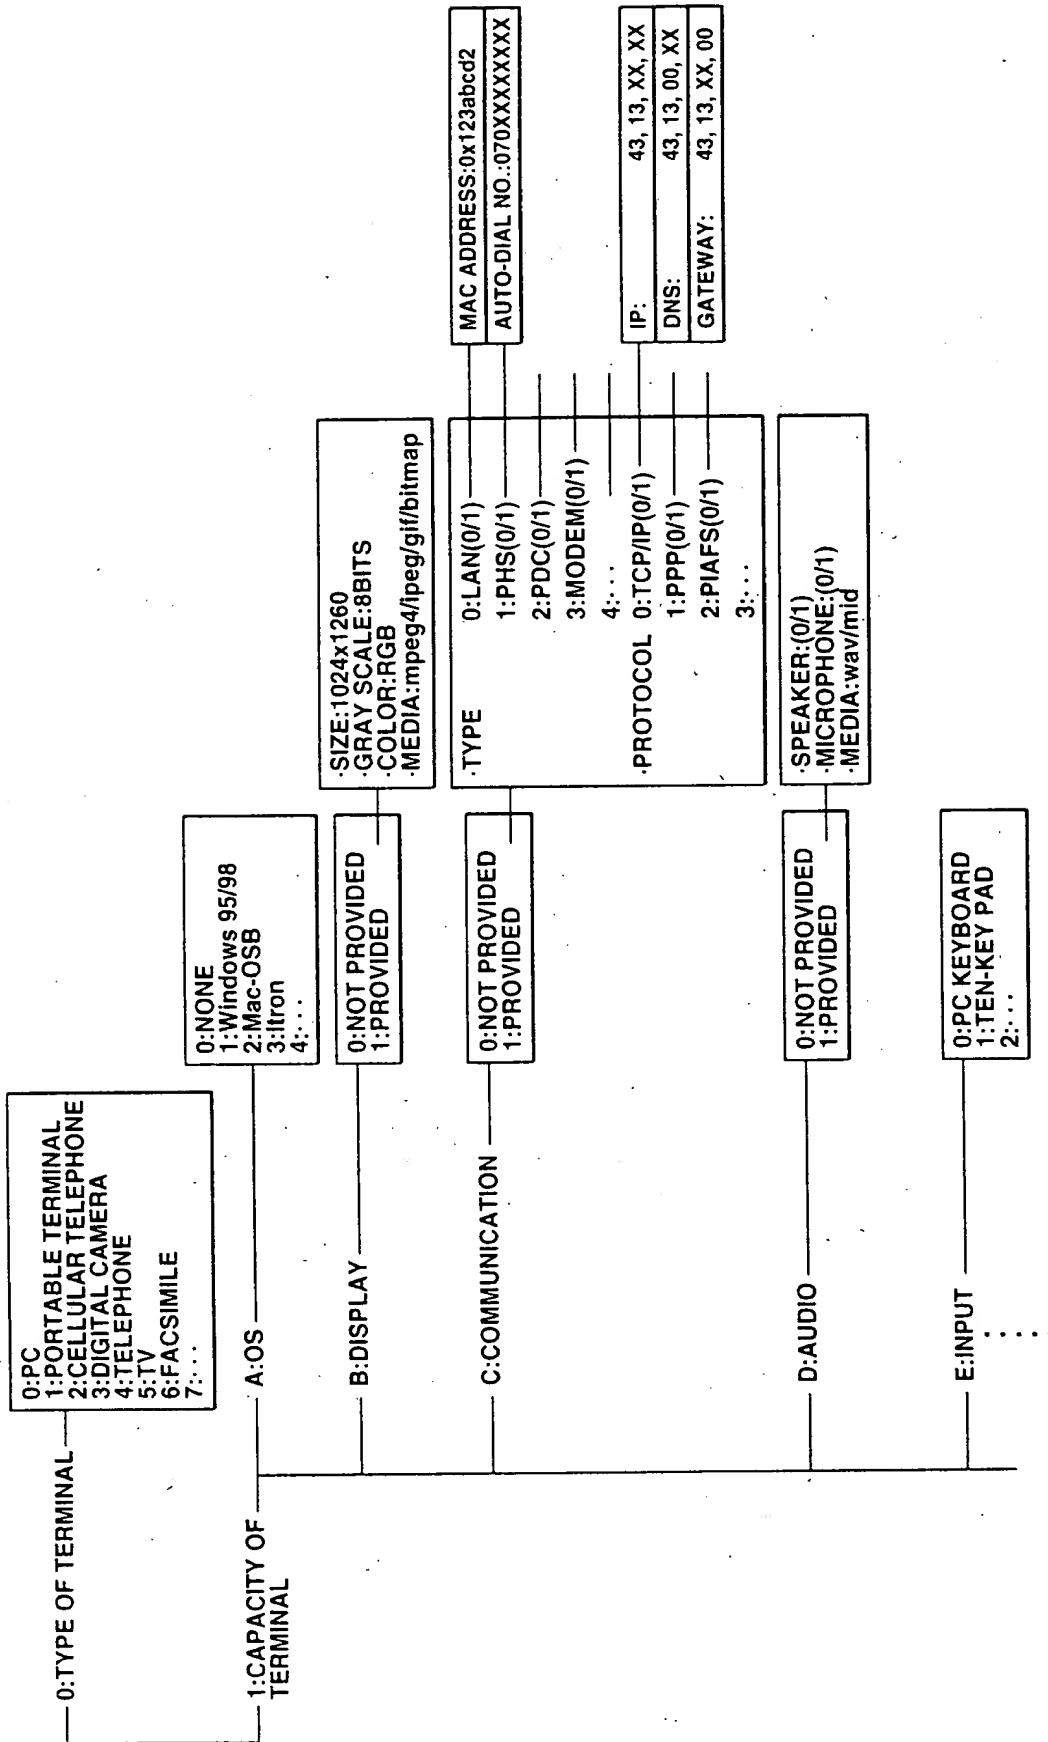 0:TYPE OF TERMINAL
0:PC
1:PORTABLE TERMINAL
2:CELLULAR TELEPHONE
3:DIGITAL CAMERA
4:TELEPHONE
5:TV
6:FACSIMILE
7:...
1:CAPACITY OF
TERMINAL
A:OS
0:NONE
1:Windows 95/98
2:Mac-OSB
3:Itron
4:...
B:DISPLAY
0:NOT PROVIDED
1:PROVIDED
·SIZE:1024x1260
·GRAY SCALE:8BITS
·COLOR:RGB
·MEDIA:mpeg4/ipeg/gif/bitmap
C:COMMUNICATION
0:NOT PROVIDED
1:PROVIDED
·TYPE 0:LAN(0/1)
1:PHS(0/1)
2:PDC(0/1)
3:MODEM(0/1)
4:...
·PROTOCOL 0:TCP/IP(0/1)
1:PPP(0/1)
2:PIAFS(0/1)
3:...
MAC ADDRESS:0x123abcd2
AUTO-DIAL NO.:070XXXXXXXX
IP: 43, 13, XX, XX
DNS: 43, 13, 00, XX
GATEWAY: 43, 13, XX, 00
D:AUDIO
0:NOT PROVIDED
1:PROVIDED
·SPEAKER:(0/1)
·MICROPHONE:(0/1)
·MEDIA:wav/mid
E:INPUT
0:PC KEYBOARD
1:TEN-KEY PAD
2:...